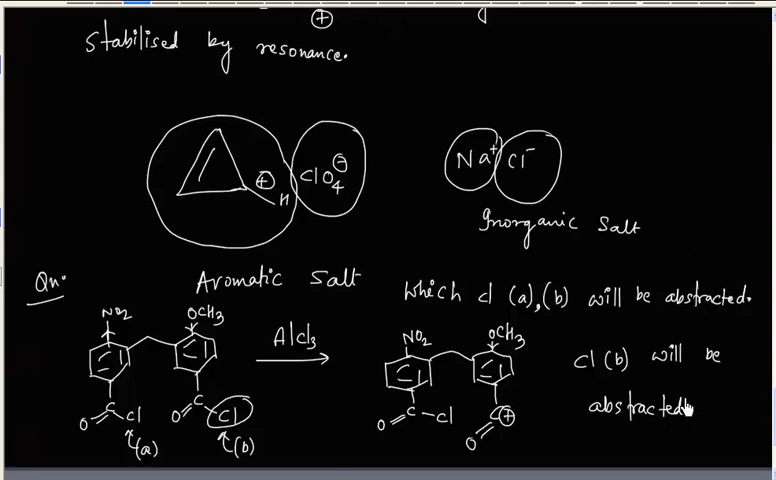 ⊕
Stabilised by resonance.
⊕ H ClO4 ⊖
Na+ Cl−
Inorganic Salt
Aromatic Salt
Qn.
Which cl (a),(b) will be abstracted.
NO2 OCH3 AlCl3 NO2 OCH3
cl (b) will be
abstracted
O C Cl O C Cl O C Cl C ⊕ O
(a) (b)